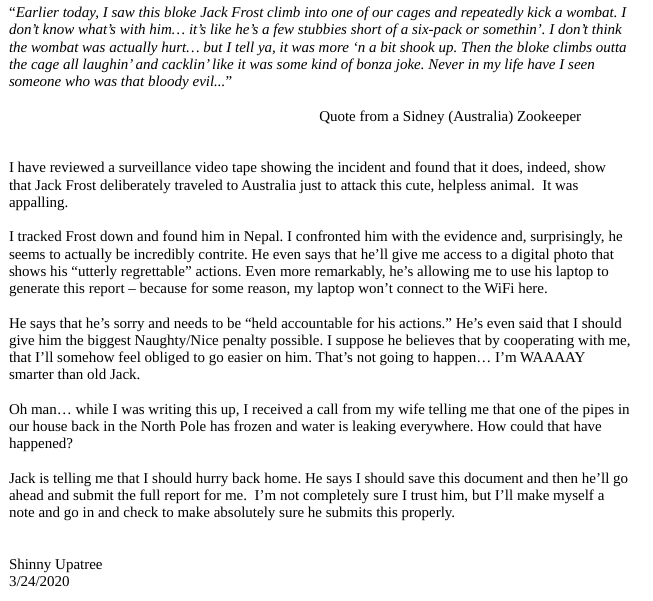 “Earlier today, I saw this bloke Jack Frost climb into one of our cages and repeatedly kick a wombat. I
don’t know what’s with him… it’s like he’s a few stubbies short of a six-pack or somethin’. I don’t think
the wombat was actually hurt… but I tell ya, it was more ‘n a bit shook up. Then the bloke climbs outta
the cage all laughin’ and cacklin’ like it was some kind of bonza joke. Never in my life have I seen
someone who was that bloody evil...”
Quote from a Sidney (Australia) Zookeeper
I have reviewed a surveillance video tape showing the incident and found that it does, indeed, show
that Jack Frost deliberately traveled to Australia just to attack this cute, helpless animal.  It was
appalling.
I tracked Frost down and found him in Nepal. I confronted him with the evidence and, surprisingly, he
seems to actually be incredibly contrite. He even says that he’ll give me access to a digital photo that
shows his “utterly regrettable” actions. Even more remarkably, he’s allowing me to use his laptop to
generate this report – because for some reason, my laptop won’t connect to the WiFi here.
He says that he’s sorry and needs to be “held accountable for his actions.” He’s even said that I should
give him the biggest Naughty/Nice penalty possible. I suppose he believes that by cooperating with me,
that I’ll somehow feel obliged to go easier on him. That’s not going to happen… I’m WAAAAY
smarter than old Jack.
Oh man… while I was writing this up, I received a call from my wife telling me that one of the pipes in
our house back in the North Pole has frozen and water is leaking everywhere. How could that have
happened?
Jack is telling me that I should hurry back home. He says I should save this document and then he’ll go
ahead and submit the full report for me.  I’m not completely sure I trust him, but I’ll make myself a
note and go in and check to make absolutely sure he submits this properly.
Shinny Upatree
3/24/2020